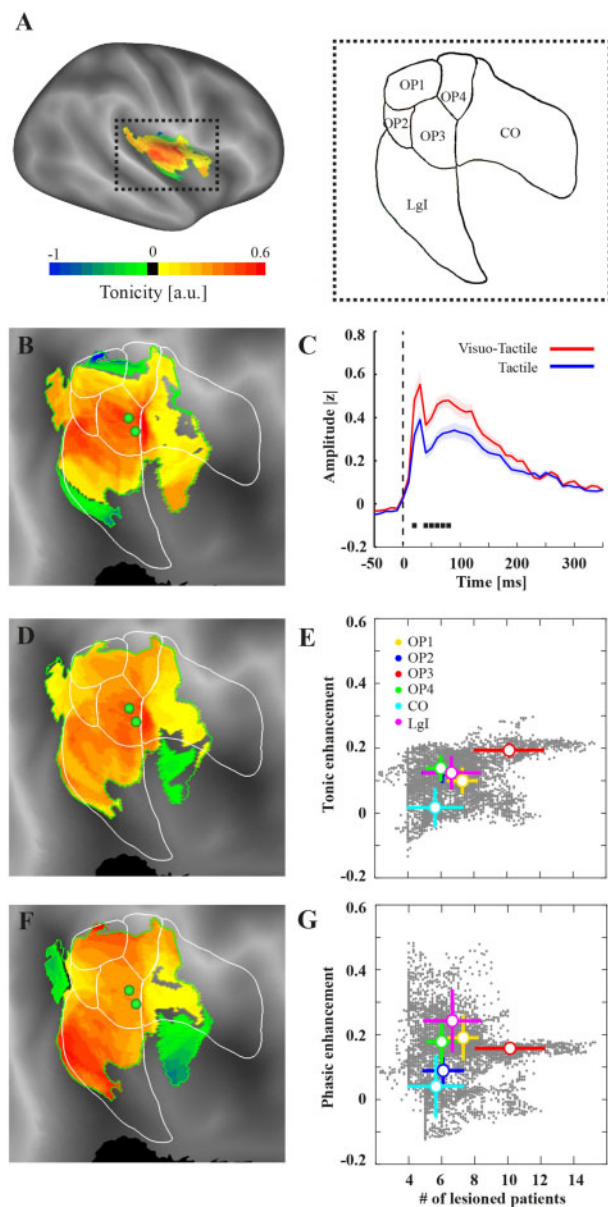 A
OP1
OP4
OP2
OP3
CO
LgI
-1 0 0.6
Tonicity [a.u.]
B
C
Visuo-Tactile
Tactile
Amplitude |z|
0.8
0.6
0.4
0.2
0
-0.2
-50 0 100 200 300
Time [ms]
D
E
OP1
OP2
OP3
OP4
CO
LgI
Tonic enhancement
0.6
0.4
0.2
0
-0.2
F
G
Phasic enhancement
0.6
0.4
0.2
0
-0.2
4 6 8 10 12 14
# of lesioned patients